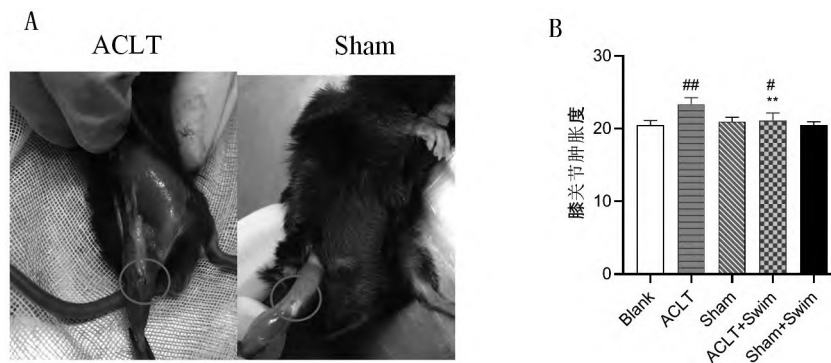 A
ACLT
Sham
B
膝关节肿胀度
30
20
10
0
##
#
**
Blank
ACLT
Sham
ACLT+Swim
Sham+Swim